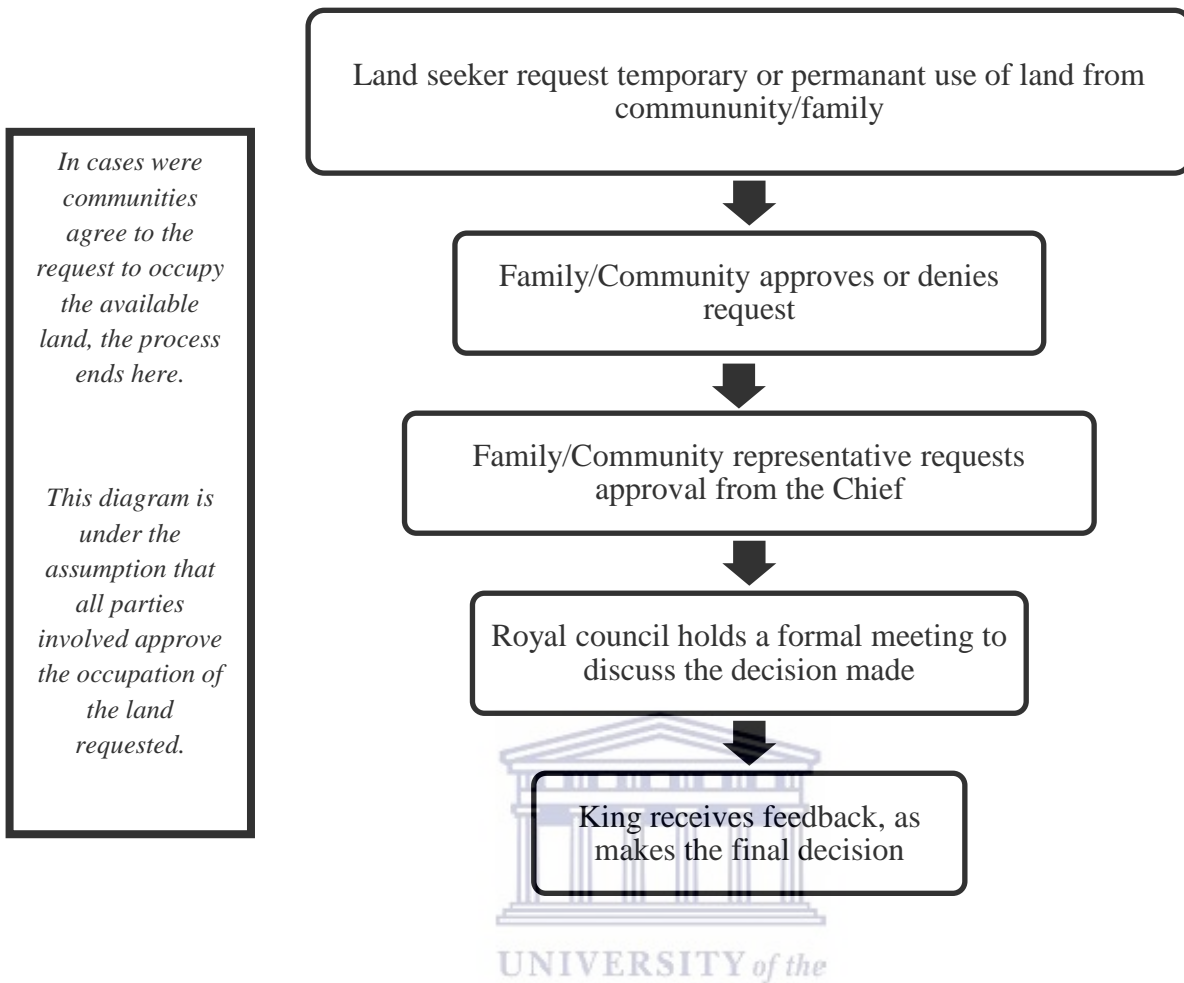 Land seeker request temporary or permanant use of land from
commununity/family
In cases were
communities
agree to the
request to occupy
the available
land, the process
ends here.
This diagram is
under the
assumption that
all parties
involved approve
the occupation of
the land
requested.
Family/Community approves or denies
request
Family/Community representative requests
approval from the Chief
Royal council holds a formal meeting to
discuss the decision made
King receives feedback, as
makes the final decision
UNIVERSITY of the